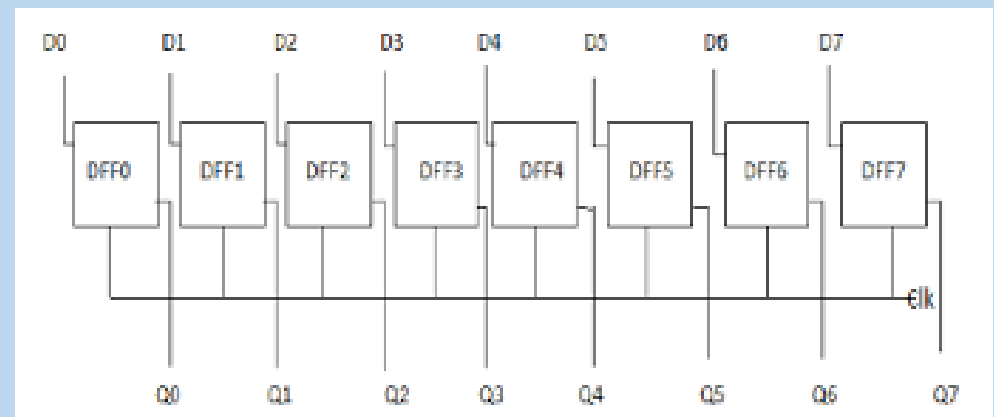 D0 D1 D2 D3 D4 D5 D6 D7
DFF0 DFF1 DFF2 DFF3 DFF4 DFF5 DFF6 DFF7
Clk
Q0 Q1 Q2 Q3 Q4 Q5 Q6 Q7